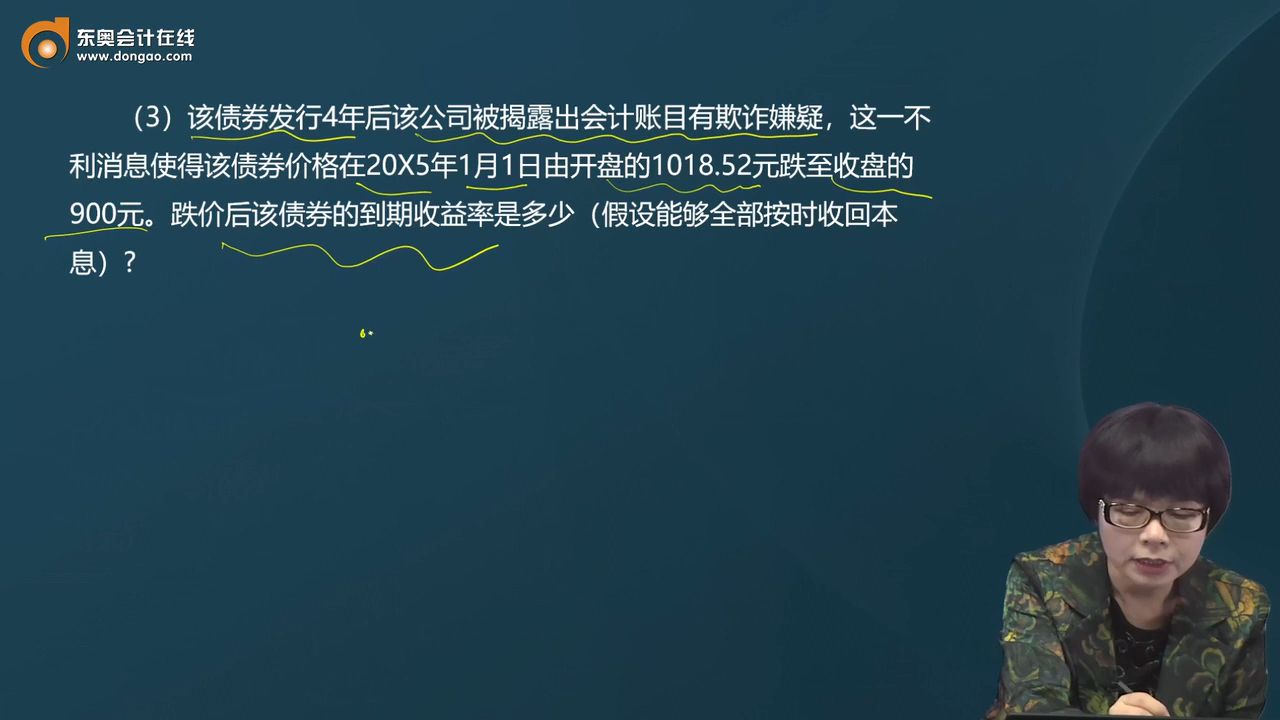 东奥会计在线
www.dongao.com
（3）该债券发行4年后该公司被揭露出会计账目有欺诈嫌疑，这一不
利消息使得该债券价格在20X5年1月1日由开盘的1018.52元跌至收盘的
900元。跌价后该债券的到期收益率是多少（假设能够全部按时收回本
息）?